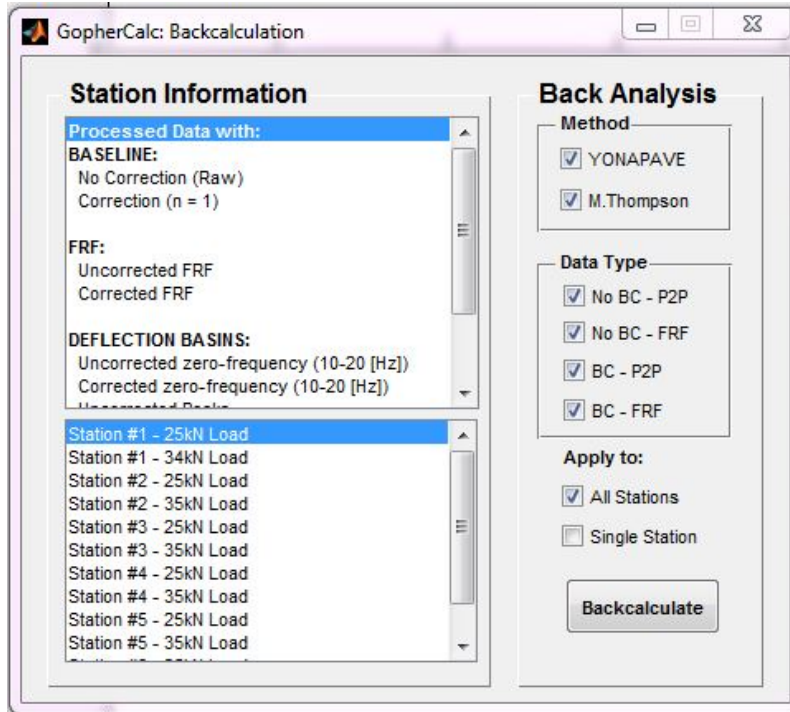 GopherCalc: Backcalculation
Station Information
Processed Data with:
BASELINE:
No Correction (Raw)
Correction (n = 1)
FRF:
Uncorrected FRF
Corrected FRF
DEFLECTION BASINS:
Uncorrected zero-frequency (10-20 [Hz])
Corrected zero-frequency (10-20 [Hz])
Station #1 - 25kN Load
Station #1 - 34kN Load
Station #2 - 25kN Load
Station #2 - 35kN Load
Station #3 - 25kN Load
Station #3 - 35kN Load
Station #4 - 25kN Load
Station #4 - 35kN Load
Station #5 - 25kN Load
Station #5 - 35kN Load
Back Analysis
Method
YONAPAVE
M.Thompson
Data Type
No BC - P2P
No BC - FRF
BC - P2P
BC - FRF
Apply to:
All Stations
Single Station
Backcalculate